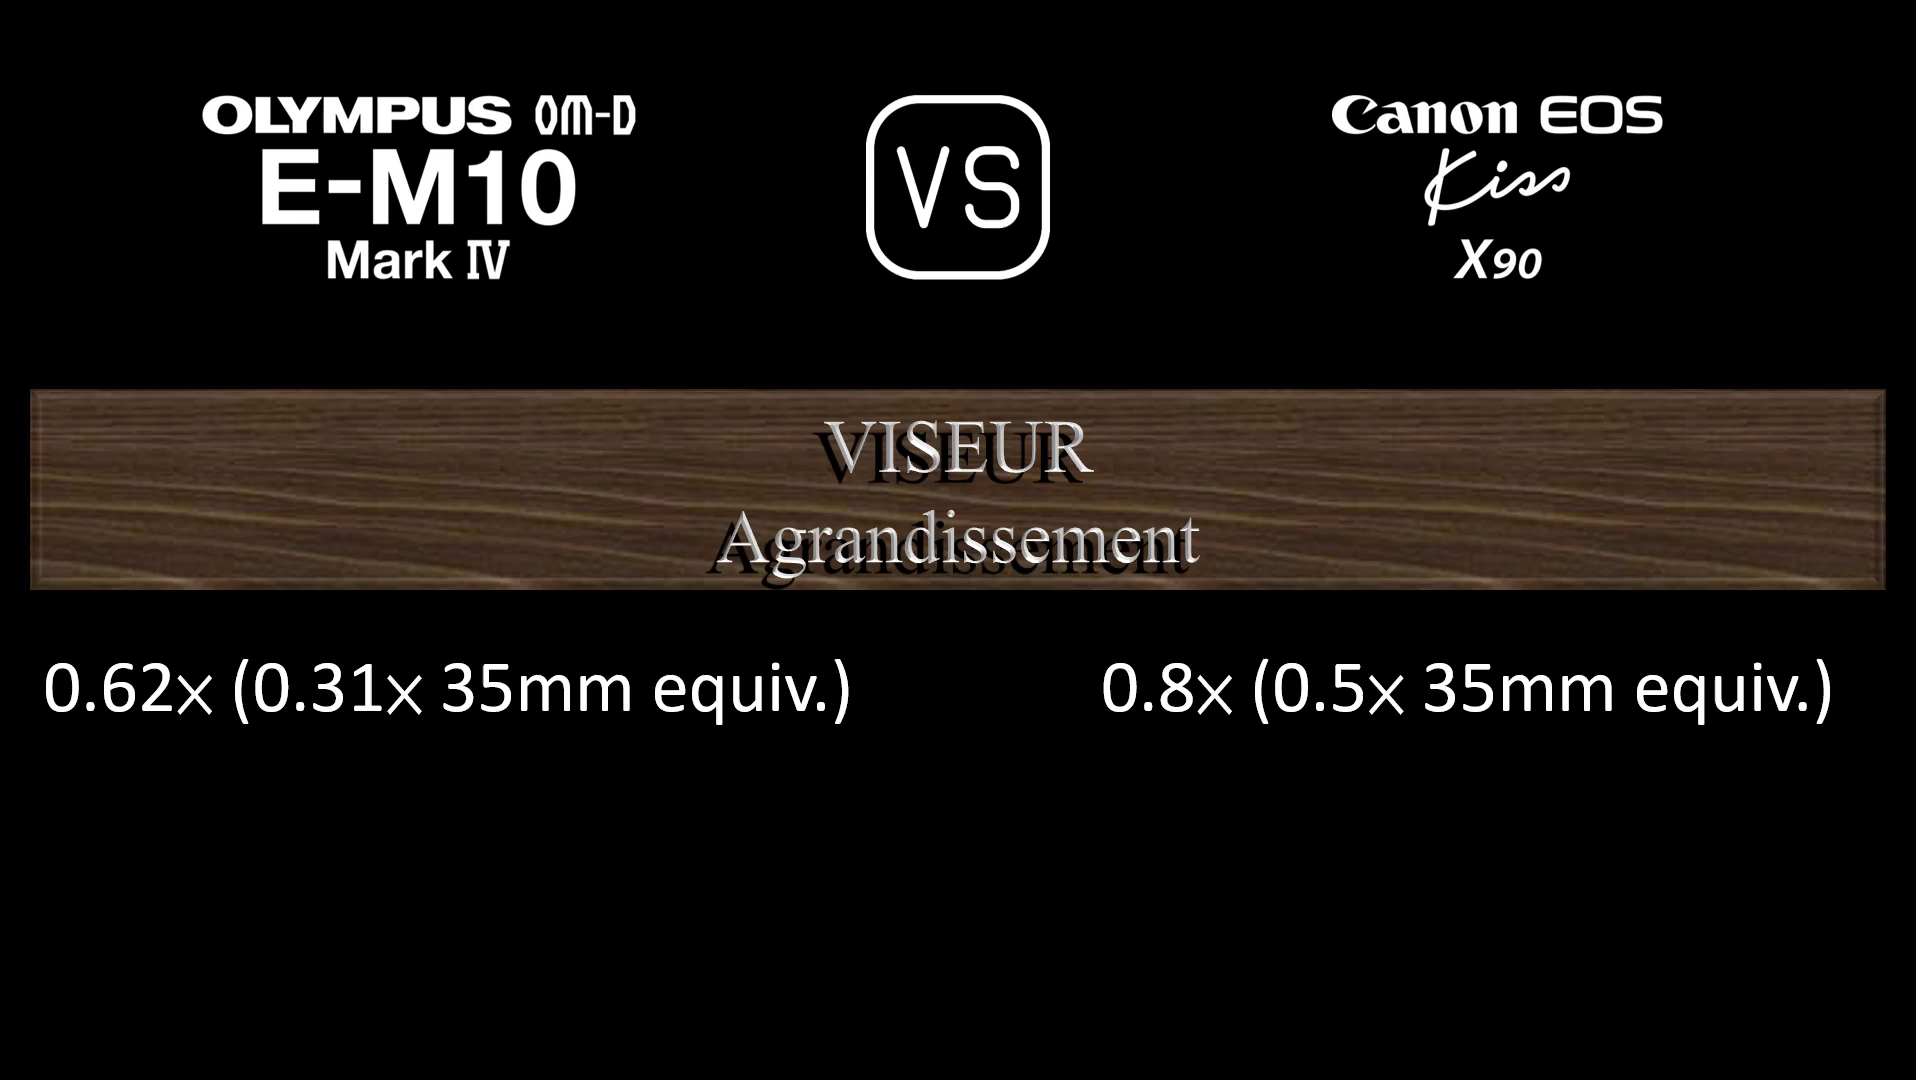 OLYMPUS OM-D
E-M10
Mark IV
VS
Canon EOS
Kiss
X90
VISEUR
Agrandissement
0.62x (0.31x 35mm equiv.)
0.8x (0.5x 35mm equiv.)